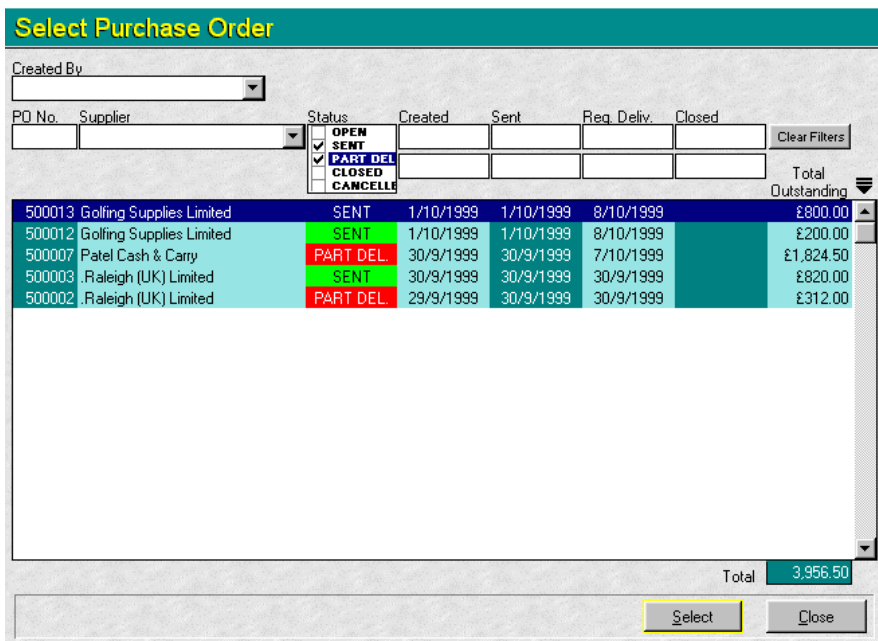 Select Purchase Order
Created By
PO No. Supplier Status Created Sent Req. Deliv. Closed
OPEN
SENT
PART DEL
CLOSED
CANCELLE
Clear Filters
Total
Outstanding
500013 Golfing Supplies Limited SENT 1/10/1999 1/10/1999 8/10/1999 £800.00
500012 Golfing Supplies Limited SENT 1/10/1999 1/10/1999 8/10/1999 £200.00
500007 Patel Cash & Carry PART DEL. 30/9/1999 30/9/1999 7/10/1999 £1,824.50
500003 .Raleigh (UK) Limited SENT 30/9/1999 30/9/1999 30/9/1999 £820.00
500002 .Raleigh (UK) Limited PART DEL. 29/9/1999 30/9/1999 30/9/1999 £312.00
Total 3,956.50
Select Close